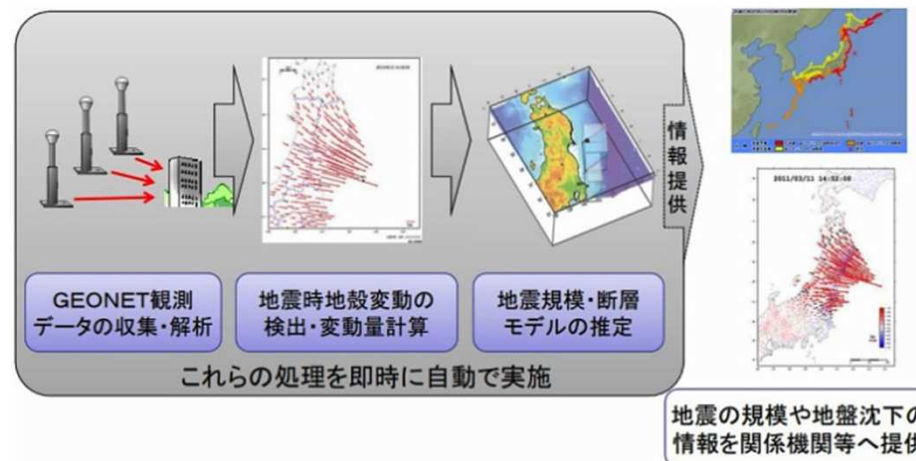 情報提供
2011/03/11 14:52:00
GEONET観測
データの収集・解析
地震時地殻変動の
検出・変動量計算
地震規模・断層
モデルの推定
これらの処理を即時に自動で実施
地震の規模や地盤沈下の
情報を関係機関等へ提供